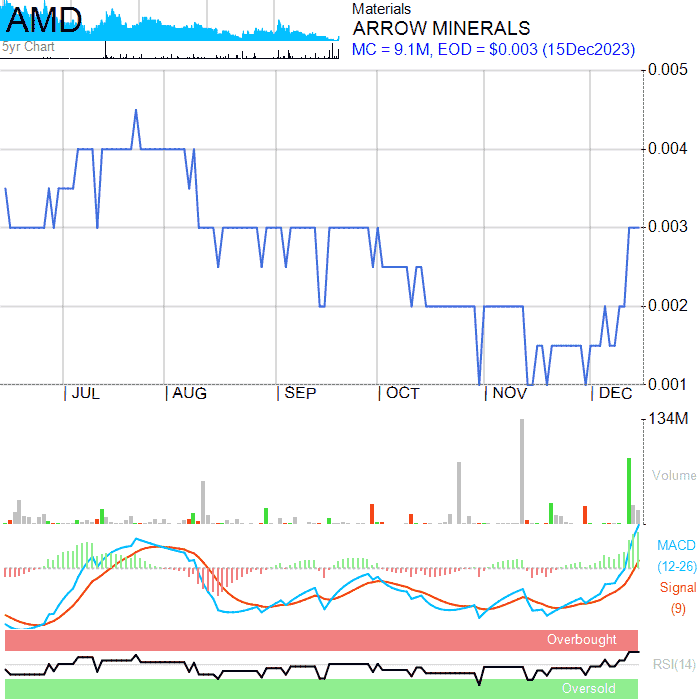 AMD
5yr Chart
Materials
ARROW MINERALS
MC = 9.1M, EOD = $0.003 (15Dec2023)
0.005
0.004
0.003
0.002
0.001
JUL
AUG
SEP
OCT
NOV
DEC
134M
Volume
MACD
(12-26)
Signal
(9)
Overbought
RSI(14)
Oversold